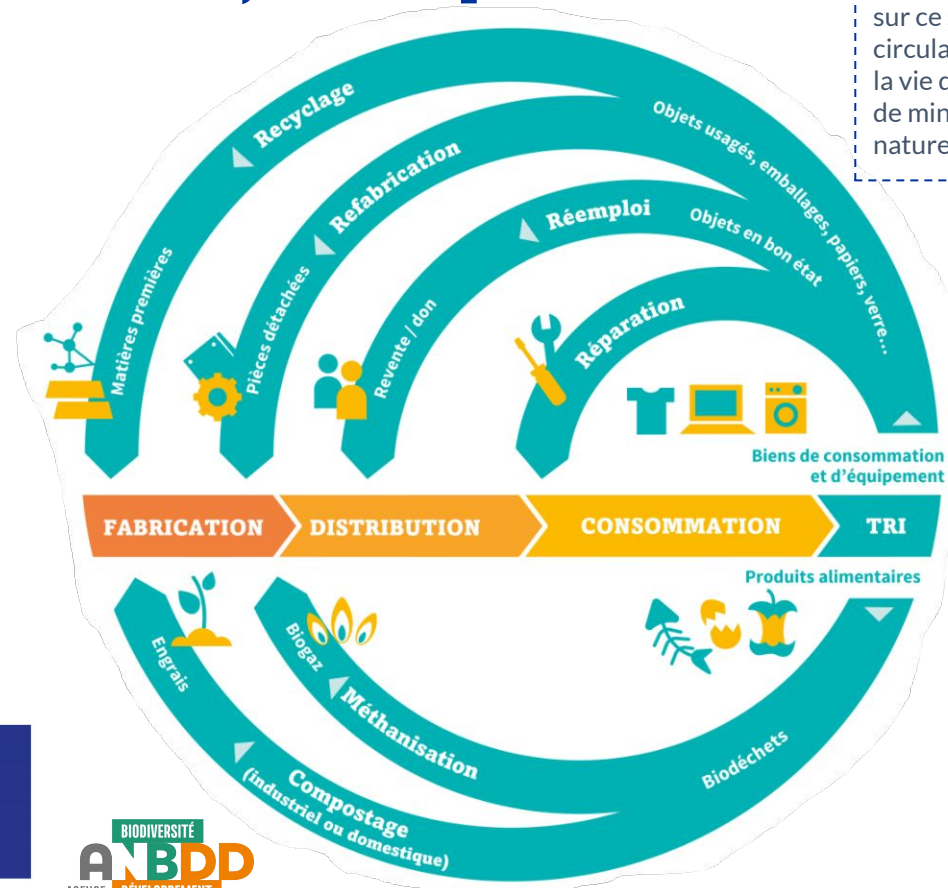 sur ce
circula
la vie d
de min
nature
Recyclage
Objets usagés, emballages, papiers, verre...
Matières premières
Refabrication
Pièces détachées
Réemploi
Objets en bon état
Revente / don
Réparation
Biens de consommation
et d'équipement
FABRICATION
DISTRIBUTION
CONSOMMATION
TRI
Produits alimentaires
Engrais
Biogaz
Méthanisation
Biodéchets
Compostage
(industriel ou domestique)
BIODIVERSITÉ
ANBDD